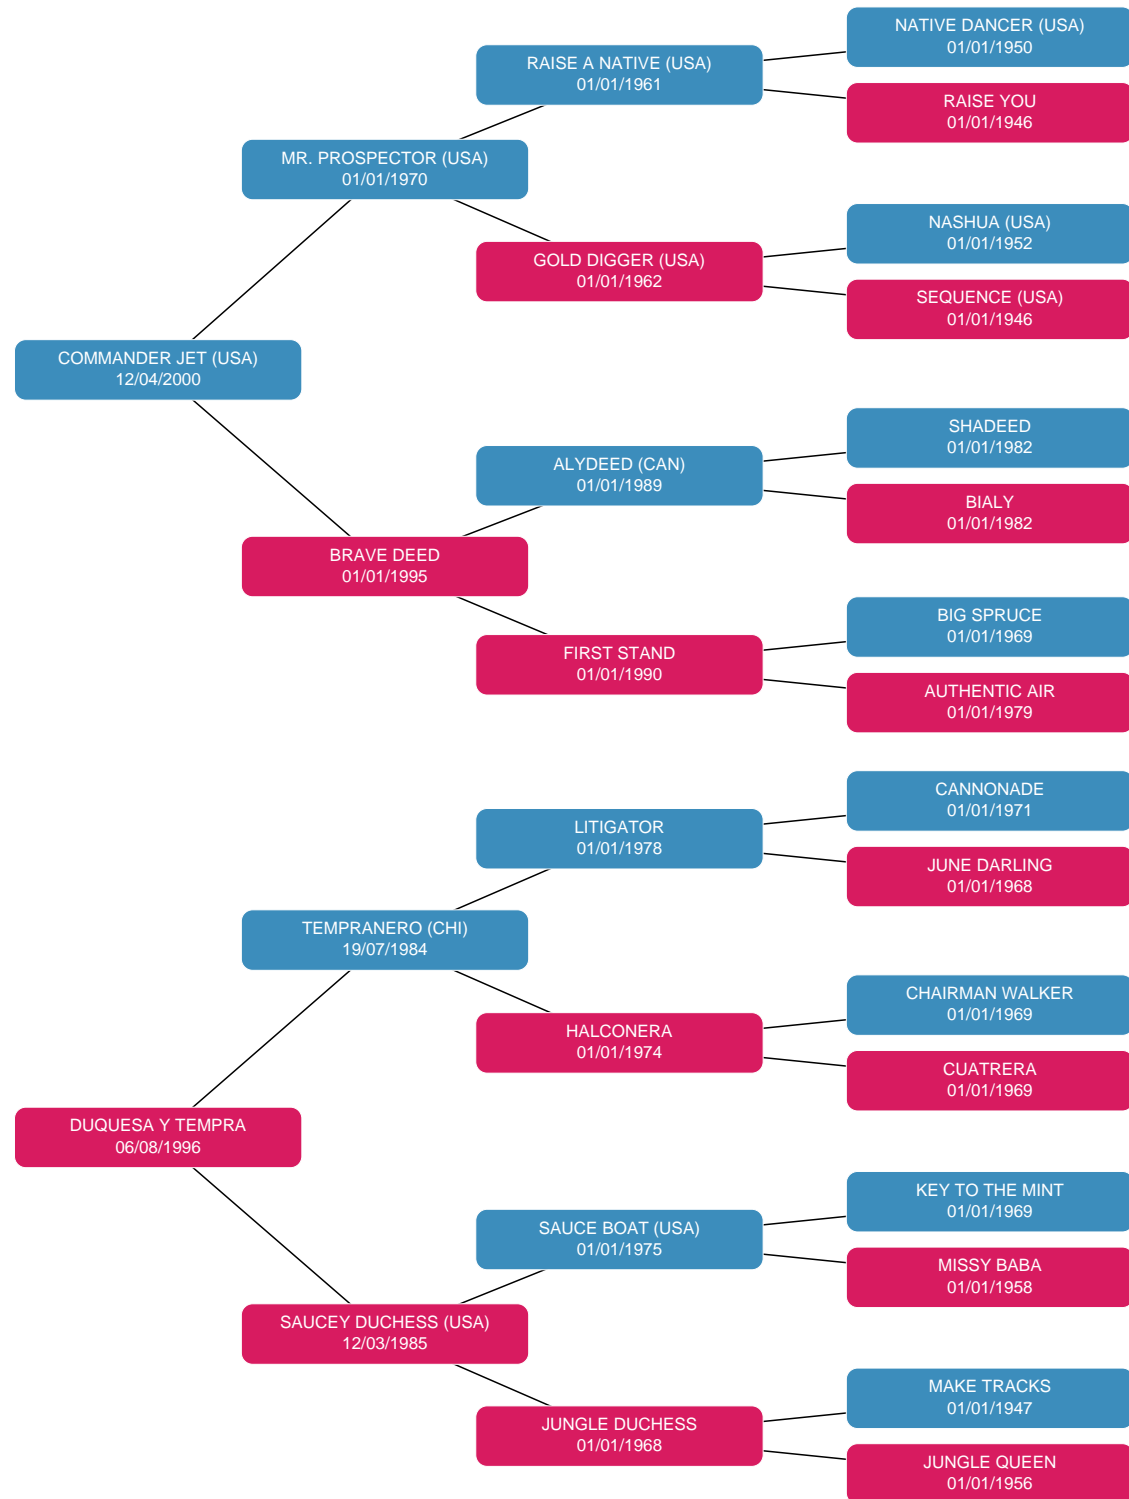 NATIVE DANCER (USA)
01/01/1950
RAISE A NATIVE (USA)
01/01/1961
RAISE YOU
01/01/1946
MR. PROSPECTOR (USA)
01/01/1970
NASHUA (USA)
01/01/1952
GOLD DIGGER (USA)
01/01/1962
SEQUENCE (USA)
01/01/1946
COMMANDER JET (USA)
12/04/2000
SHADEED
01/01/1982
ALYDEED (CAN)
01/01/1989
BIALY
01/01/1982
BRAVE DEED
01/01/1995
BIG SPRUCE
01/01/1969
FIRST STAND
01/01/1990
AUTHENTIC AIR
01/01/1979
CANNONADE
01/01/1971
LITIGATOR
01/01/1978
JUNE DARLING
01/01/1968
TEMPRANERO (CHI)
19/07/1984
CHAIRMAN WALKER
01/01/1969
HALCONERA
01/01/1974
CUATRERA
01/01/1969
DUQUESA Y TEMPRA
06/08/1996
KEY TO THE MINT
01/01/1969
SAUCE BOAT (USA)
01/01/1975
MISSY BABA
01/01/1958
SAUCEY DUCHESS (USA)
12/03/1985
MAKE TRACKS
01/01/1947
JUNGLE DUCHESS
01/01/1968
JUNGLE QUEEN
01/01/1956